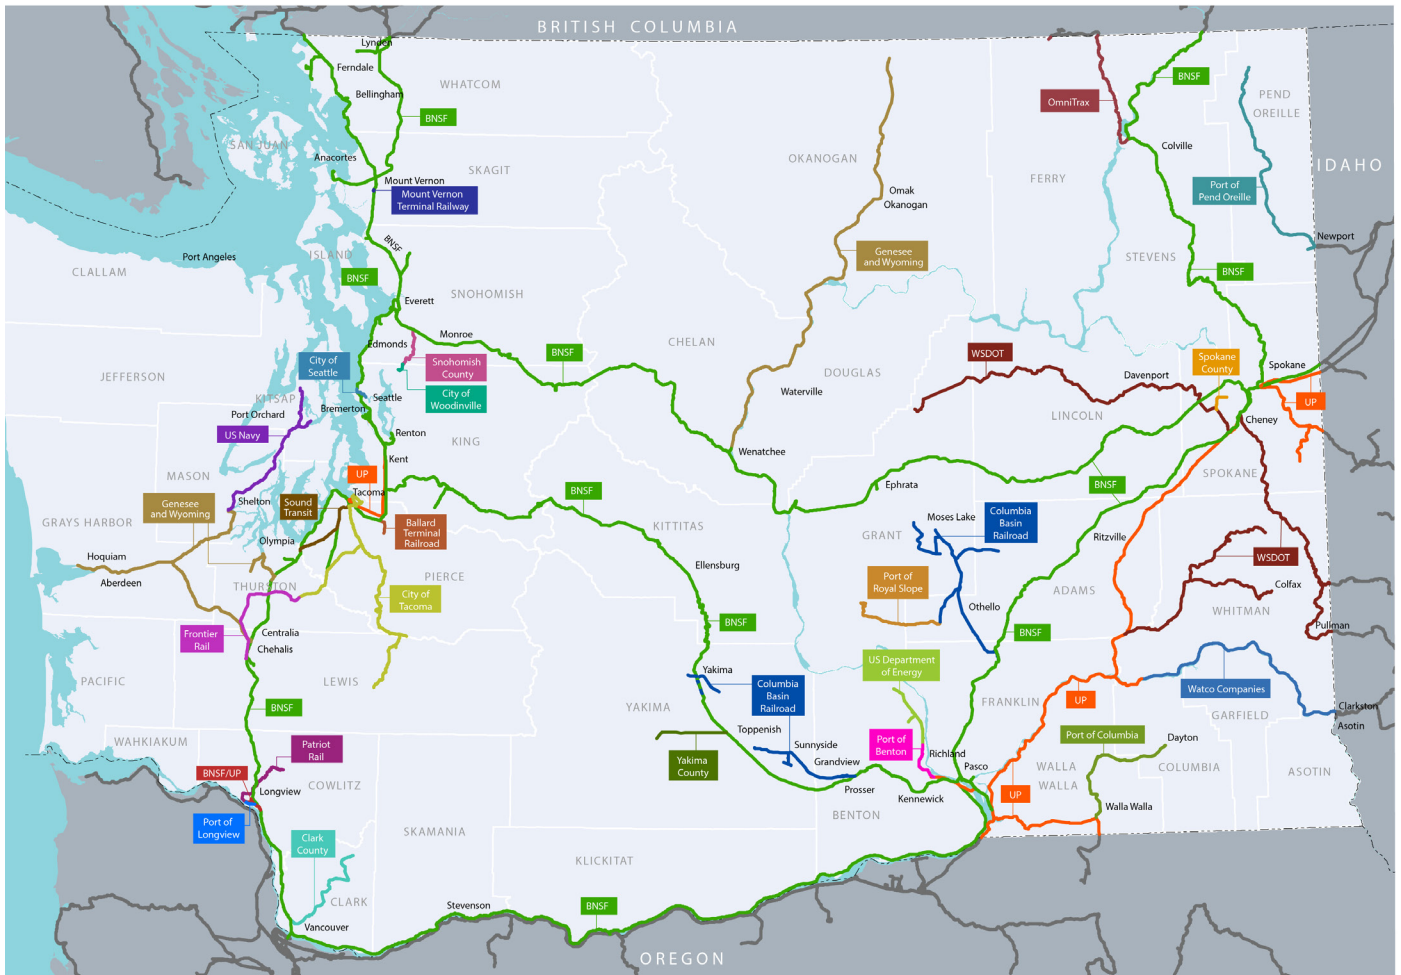 BRITISH COLUMBIA
Lynden
Ferndale
WHATCOM
BNSF
Bellingham
BNSF
OmniTrax
PEND
OREILLE
SAN JUAN
Anacortes
SKAGIT
OKANOGAN
FERRY
Colville
IDAHO
Mount Vernon
Mount Vernon
Terminal Railway
Omak
Okanogan
Port of
Pend Oreille
Newport
BNSF
ISLAND
Port Angeles
CLALLAM
Genesee
and Wyoming
STEVENS
BNSF
BNSF
SNOHOMISH
Everett
Monroe
Edmonds
CHELAN
BNSF
WSDOT
City of
Seattle
Snohomish
County
DOUGLAS
Davenport
Spokane
County
Spokane
JEFFERSON
KITSAP
City of
Woodinville
Waterville
Seattle
Bremerton
Port Orchard
LINCOLN
UP
US Navy
Renton
KING
Cheney
Wenatchee
Kent
MASON
UP
SPOKANE
Ephrata
BNSF
BNSF
Genesee
and Wyoming
Shelton
Sound
Transit
Tacoma
GRAYS HARBOR
Ballard
Terminal
Railroad
KITTITAS
Moses Lake
Columbia
Basin
Railroad
GRANT
Ritzville
Olympia
Hoquiam
Aberdeen
THURSTON
PIERCE
Ellensburg
WSDOT
Port of
Royal Slope
ADAMS
Colfax
City of
Tacoma
Othello
WHITMAN
BNSF
Pullman
Frontier
Rail
Centralia
Chehalis
BNSF
US Department
of Energy
Yakima
PACIFIC
LEWIS
Columbia
Basin
Railroad
Watco Companies
FRANKLIN
UP
BNSF
YAKIMA
Clarkston
GARFIELD
Asotin
Toppenish
WAHKIAKUM
Patriot
Rail
Sunnyside
Grandview
Port of
Benton
Richland
Port of Columbia
Dayton
BNSF/UP
Yakima
County
Pasco
WALLA
WALLA
COLUMBIA
ASOTIN
COWLITZ
Longview
Prosser
Kennewick
UP
Port of
Longview
BENTON
Walla Walla
SKAMANIA
Clark
County
KLICKITAT
CLARK
Stevenson
BNSF
Vancouver
OREGON